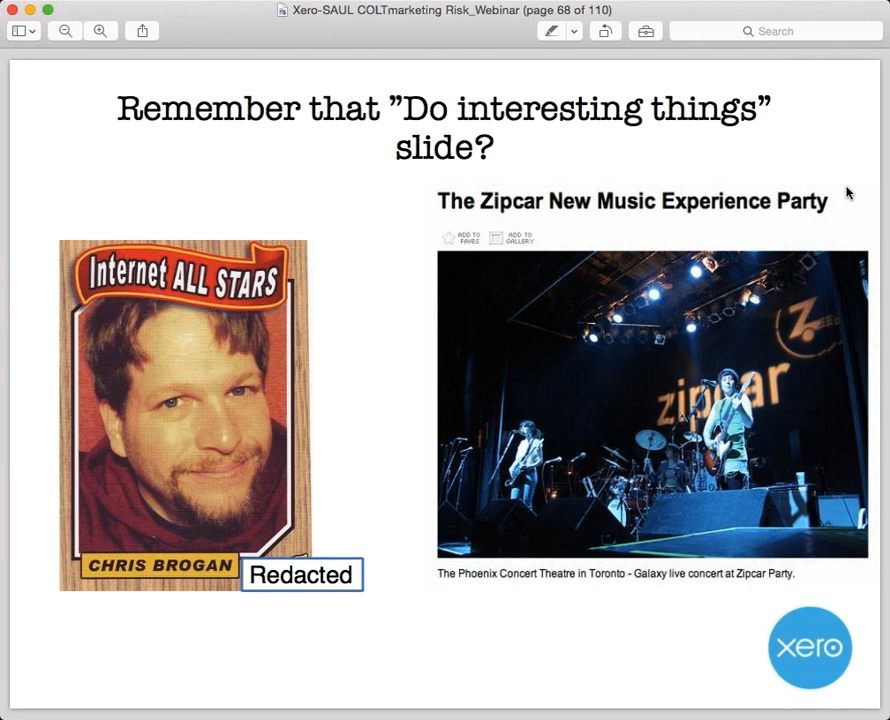 Xero-SAUL COLTmarketing Risk_Webinar (page 68 of 110)
Search
Remember that ”Do interesting things”
slide?
The Zipcar New Music Experience Party
ADD TO
FAVES
ADD TO
GALLERY
Internet ALL STARS
Z
zipcar
CHRIS BROGAN
Redacted
The Phoenix Concert Theatre in Toronto - Galaxy live concert at Zipcar Party.
xero